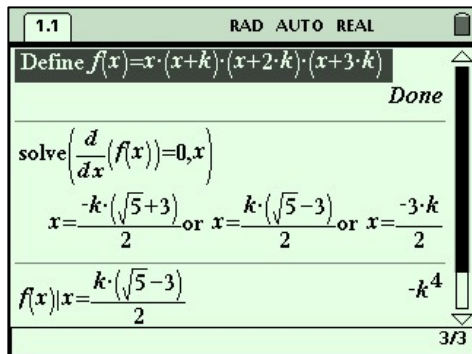 1.1 RAD AUTO REAL
Define f(x)=x·(x+k)·(x+2·k)·(x+3·k)
Done
solve(d/dx(f(x))=0,x)
x=-k·(√5+3)/2 or x=k·(√5-3)/2 or x=-3·k/2
f(x)|x=k·(√5-3)/2 -k^4
3/3